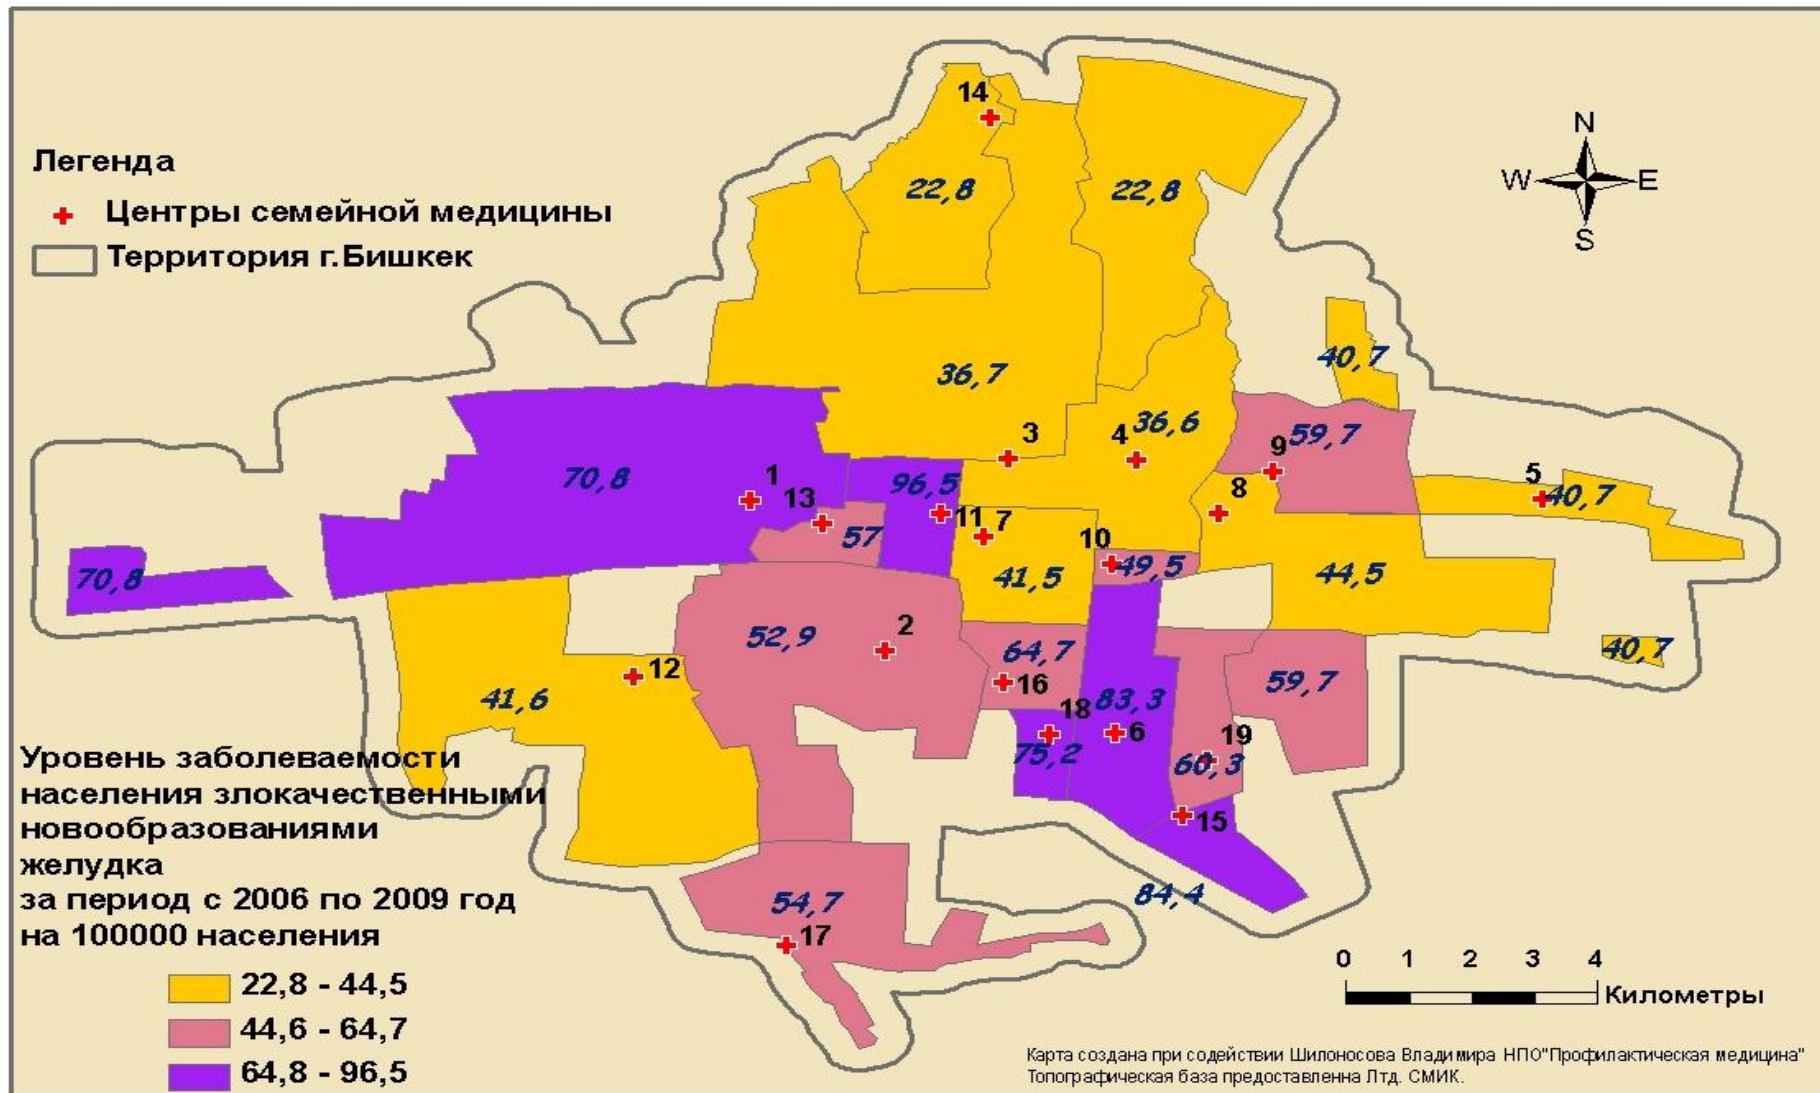 14
N
Легенда
W
E
22,8
22,8
Центры семейной медицины
S
Территория г.Бишкек
40,7
36,7
3
4
36,6
59,7
9
70,8
1
96,5
8
5
40,7
13
11
7
57
10
49,5
70,8
41,5
44,5
52,9
2
64,7
40,7
12
16
59,7
41,6
83,3
18
6
19
75,2
60,3
15
Уровень заболеваемости
населения злокачественными
новообразованиями
желудка
за период с 2006 по 2009 год
на 100000 населения
84,4
54,7
17
0 1 2 3 4
Километры
22,8 - 44,5
44,6 - 64,7
64,8 - 96,5
Карта создана при содействии Шилоносова Владимира НПО"Профилактическая медицина"
Топографическая база предоставленна Лтд. СМИК.